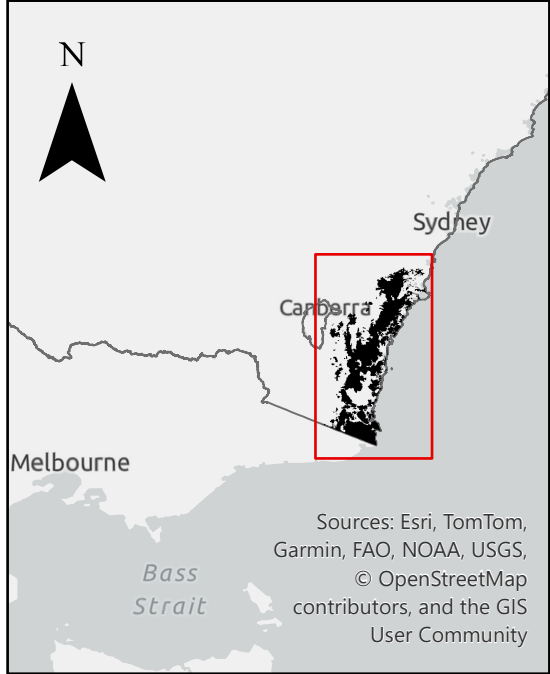 N
Sydney
Canberra
Melbourne
Bass
Strait
Sources: Esri, TomTom,
Garmin, FAO, NOAA, USGS,
© OpenStreetMap
contributors, and the GIS
User Community